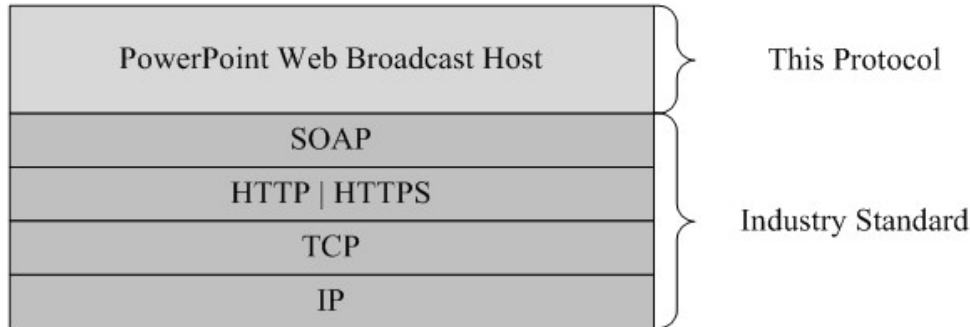 PowerPoint Web Broadcast Host
This Protocol
SOAP
HTTP | HTTPS
TCP
IP
Industry Standard